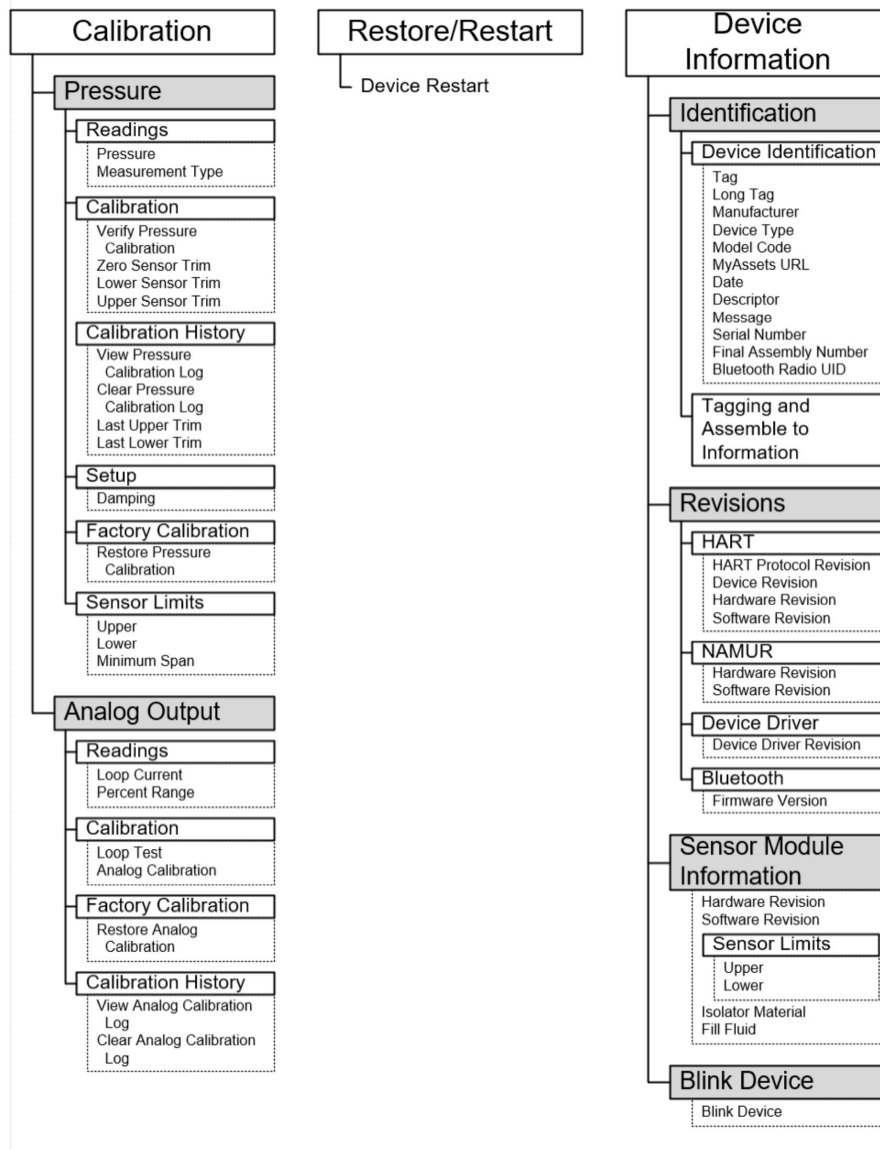 Calibration
Pressure
Readings
Pressure
Measurement Type
Calibration
Verify Pressure
Calibration
Zero Sensor Trim
Lower Sensor Trim
Upper Sensor Trim
Calibration History
View Pressure
Calibration Log
Clear Pressure
Calibration Log
Last Upper Trim
Last Lower Trim
Setup
Damping
Factory Calibration
Restore Pressure
Calibration
Sensor Limits
Upper
Lower
Minimum Span
Analog Output
Readings
Loop Current
Percent Range
Calibration
Loop Test
Analog Calibration
Factory Calibration
Restore Analog
Calibration
Calibration History
View Analog Calibration
Log
Clear Analog Calibration
Log
Restore/Restart
Device Restart
Device
Information
Identification
Device Identification
Tag
Long Tag
Manufacturer
Device Type
Model Code
MyAssets URL
Date
Descriptor
Message
Serial Number
Final Assembly Number
Bluetooth Radio UID
Tagging and
Assemble to
Information
Revisions
HART
HART Protocol Revision
Device Revision
Hardware Revision
Software Revision
NAMUR
Hardware Revision
Software Revision
Device Driver
Device Driver Revision
Bluetooth
Firmware Version
Sensor Module
Information
Hardware Revision
Software Revision
Sensor Limits
Upper
Lower
Isolator Material
Fill Fluid
Blink Device
Blink Device